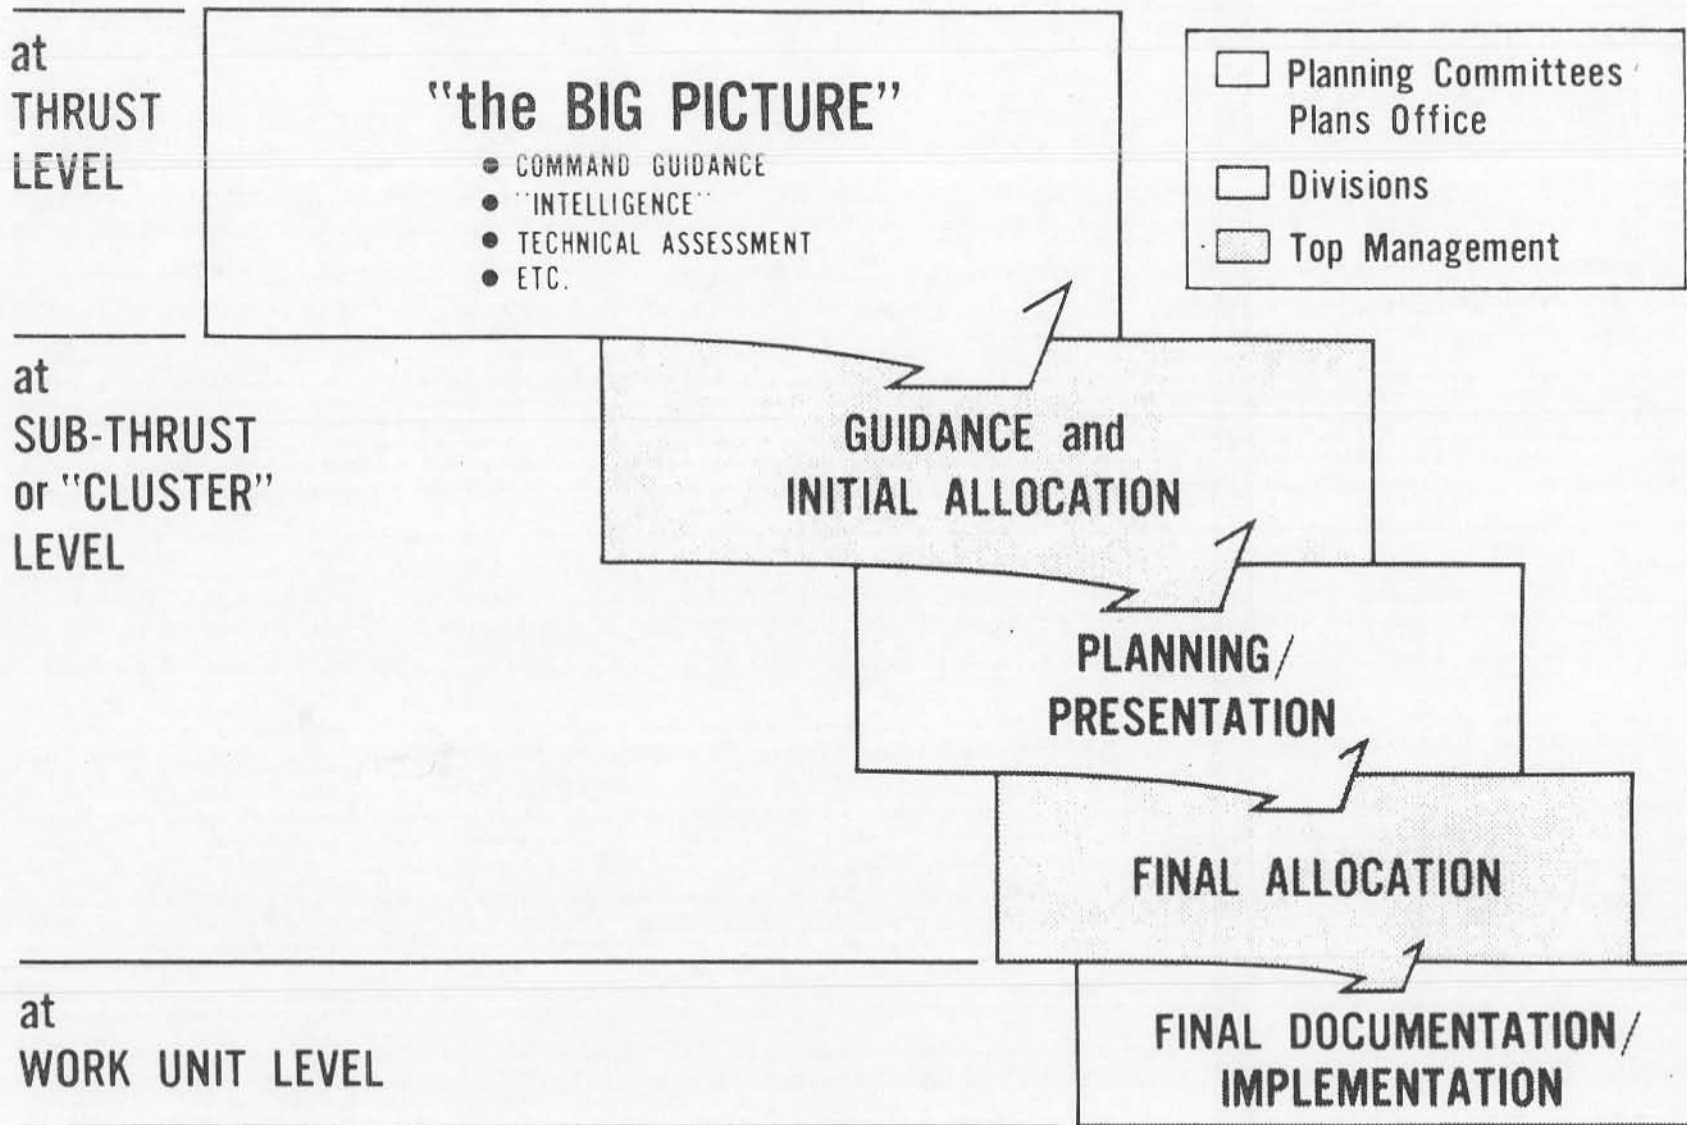 at
THRUST
LEVEL
"the BIG PICTURE"
● COMMAND GUIDANCE
● "INTELLIGENCE"
● TECHNICAL ASSESSMENT
● ETC.
Planning Committees
Plans Office
Divisions
Top Management
at
SUB-THRUST
or "CLUSTER"
LEVEL
GUIDANCE and
INITIAL ALLOCATION
PLANNING/
PRESENTATION
FINAL ALLOCATION
at
WORK UNIT LEVEL
FINAL DOCUMENTATION/
IMPLEMENTATION